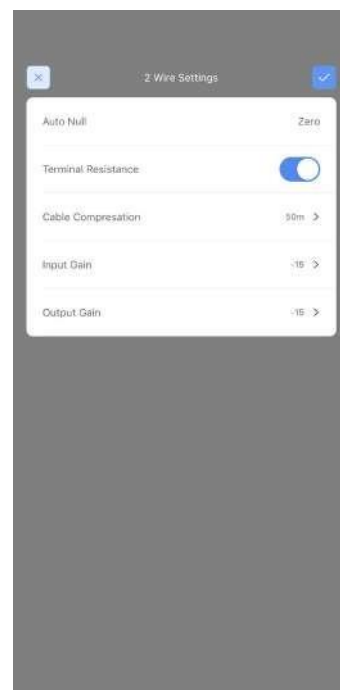 2 Wire Settings
Auto Null Zero
Terminal Resistance
Cable Compresation 50m >
Input Gain -15 >
Output Gain -15 >